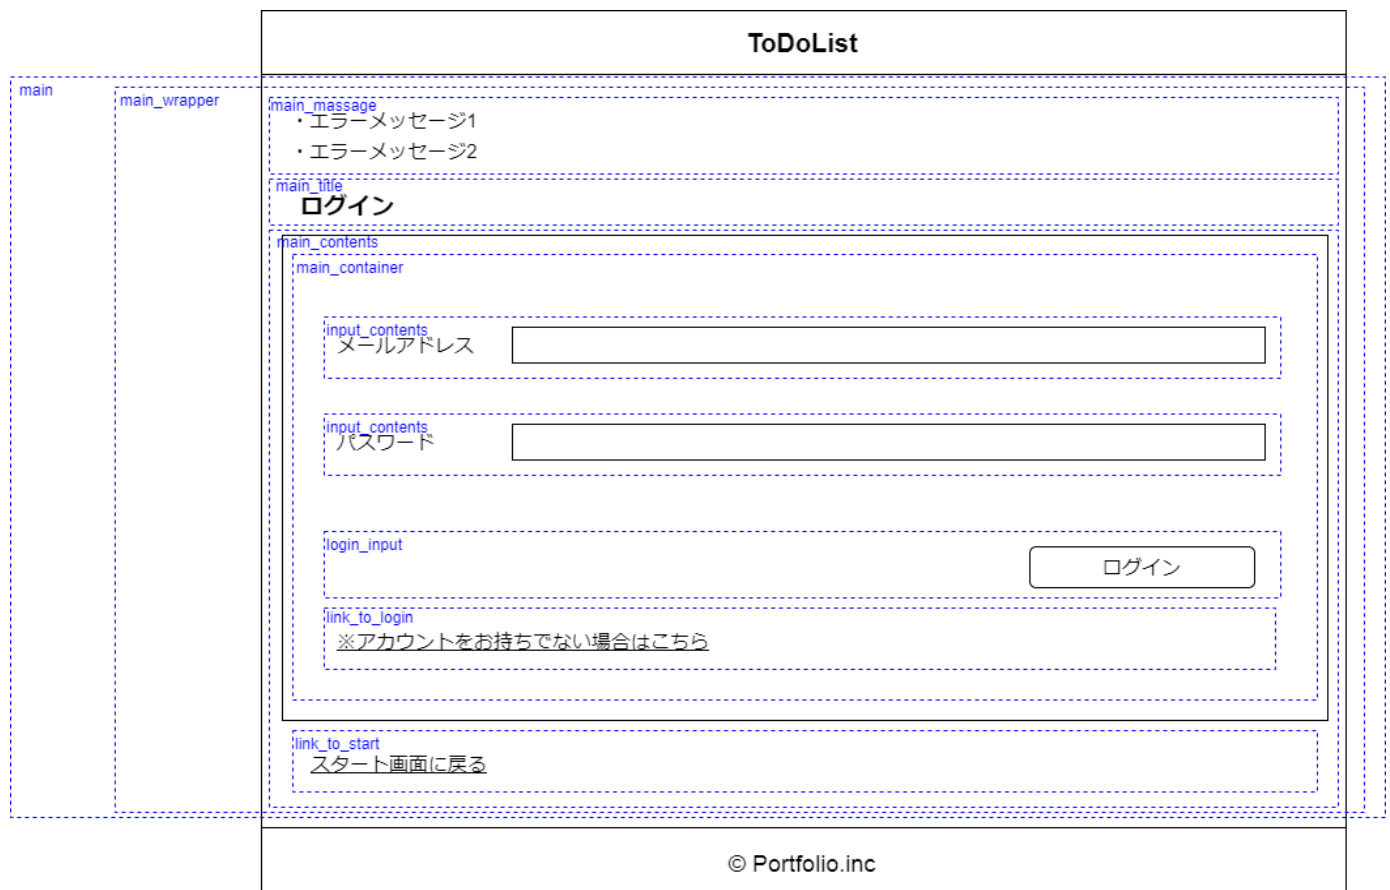 ToDoList
main
main_wrapper
main_massage
・エラーメッセージ1
・エラーメッセージ2
main_title
ログイン
main_contents
main_container
input_contents
メールアドレス
input_contents
パスワード
login_input
ログイン
link_to_login
※アカウントをお持ちでない場合はこちら
link_to_start
スタート画面に戻る
© Portfolio.inc